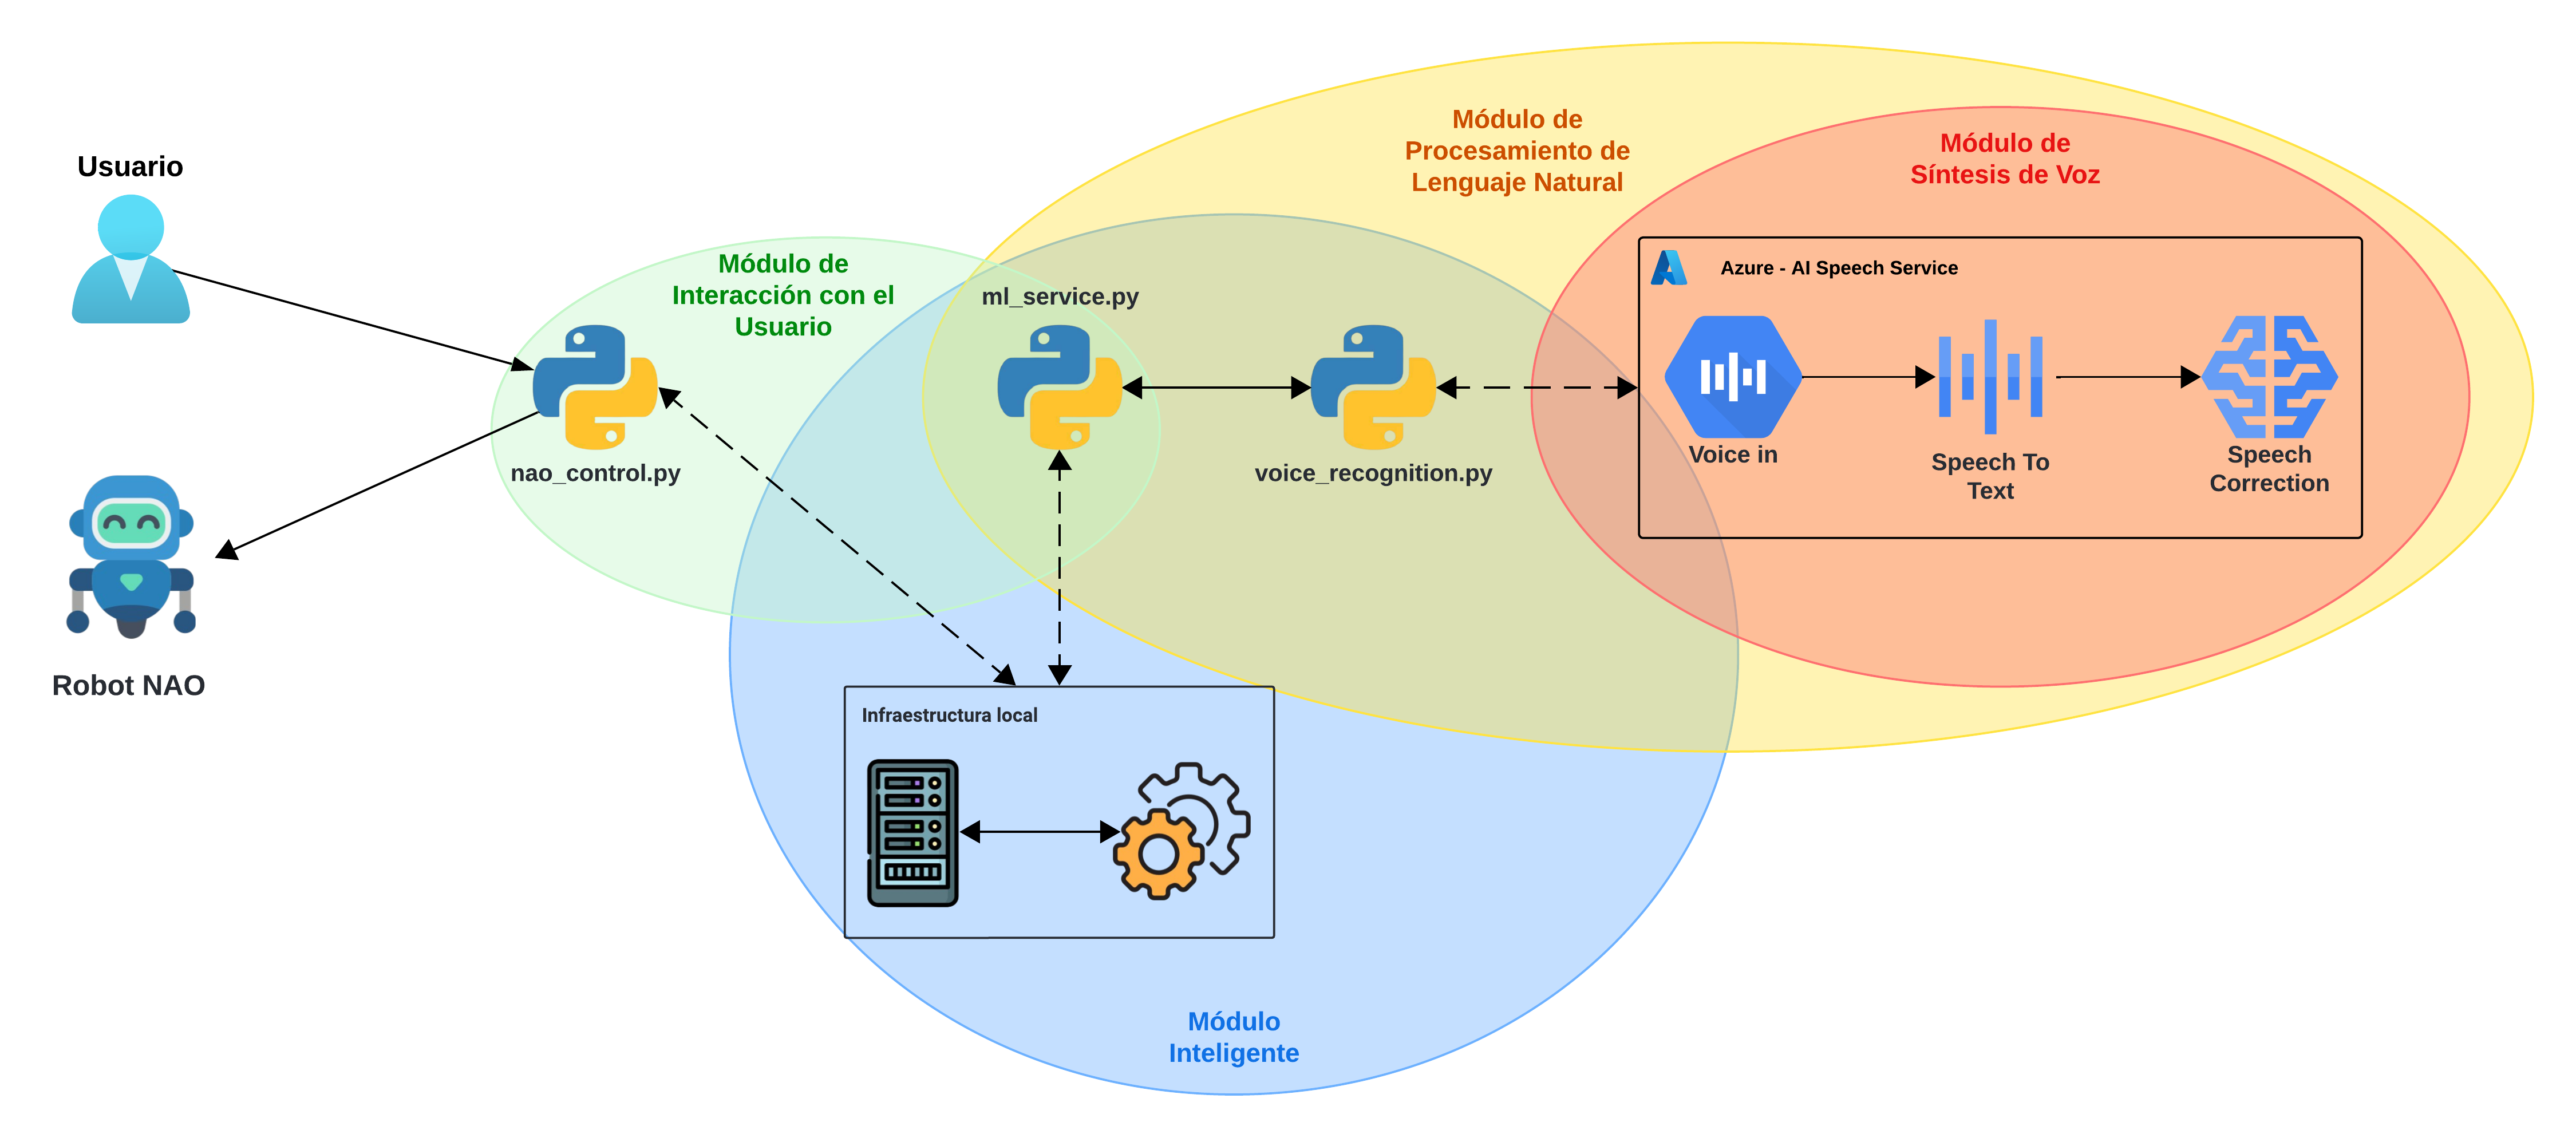 Usuario
Robot NAO
Módulo de
Interacción con el
Usuario
nao_control.py
ml_service.py
voice_recognition.py
Módulo de
Procesamiento de
Lenguaje Natural
Módulo de
Síntesis de Voz
Azure - AI Speech Service
Voice in
Speech To
Text
Speech
Correction
Infraestructura local
Módulo
Inteligente